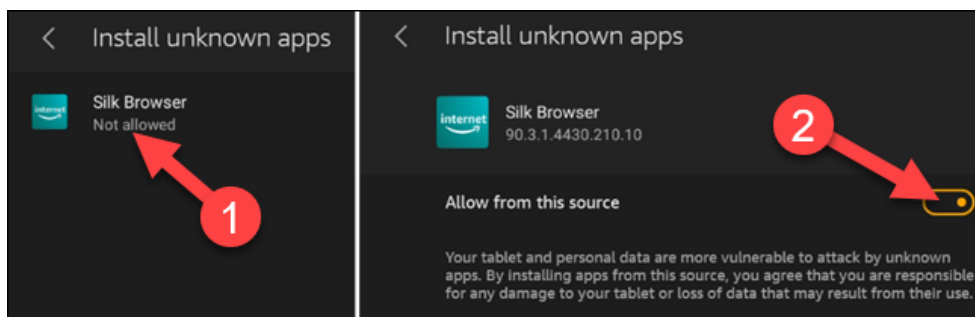 Install unknown apps
internet
Silk Browser
Not allowed
1
Install unknown apps
internet
Silk Browser
90.3.1.4430.210.10
2
Allow from this source
Your tablet and personal data are more vulnerable to attack by unknown
apps. By installing apps from this source, you agree that you are responsible
for any damage to your tablet or loss of data that may result from their use.